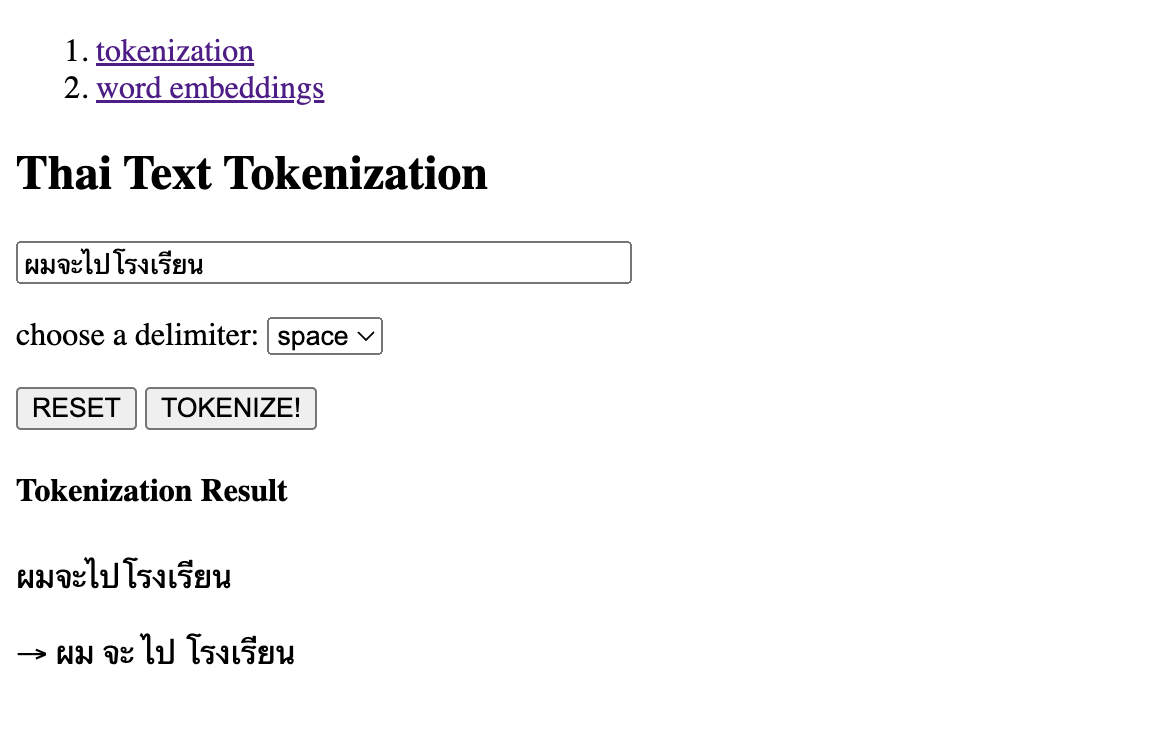 1. tokenization
2. word embeddings
Thai Text Tokenization
ผมจะไปโรงเรียน
choose a delimiter: space
RESET TOKENIZE!
Tokenization Result
ผมจะไปโรงเรียน
→ ผม จะ ไป โรงเรียน